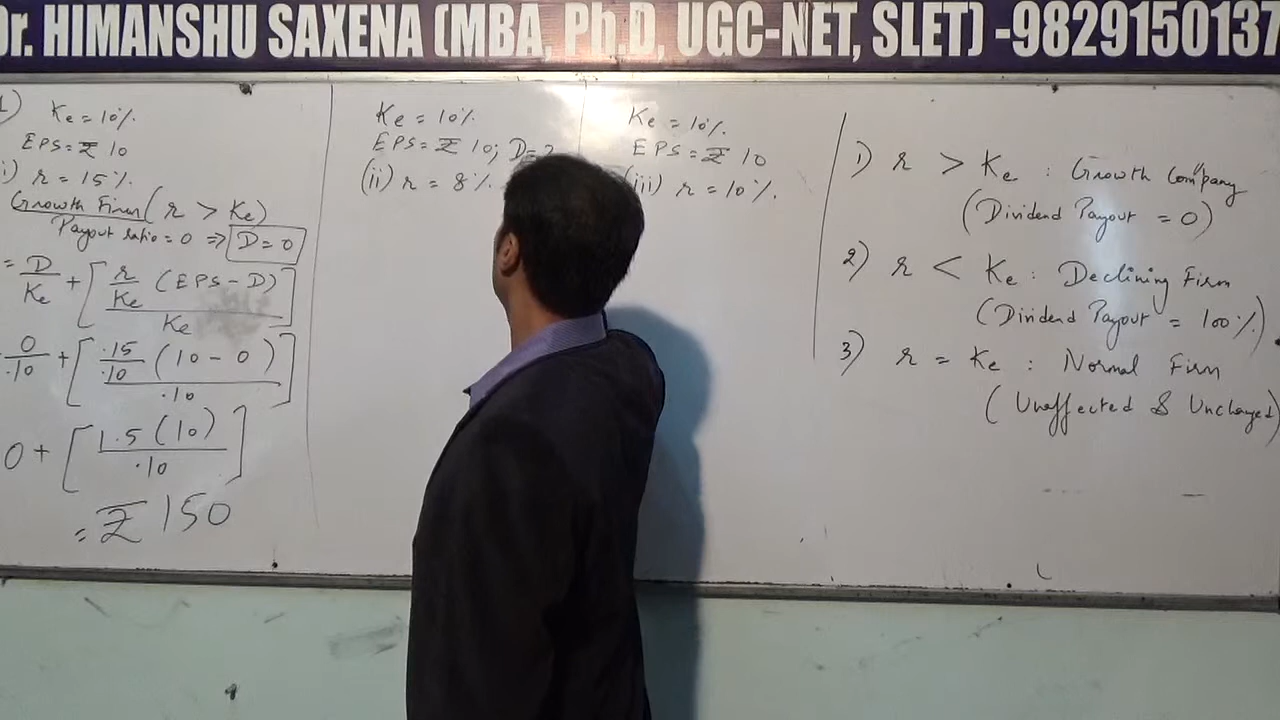 Dr. HIMANSHU SAXENA (MBA, Ph.D, UGC-NET, SLET) -9829150137
Ke = 10%.
EPS = ₹ 10
i) r = 15%.
Growth Firm (r > Ke)
Payout ratio = 0 ⇒ D = 0
= D/Ke + [r/Ke (EPS - D)]/Ke
0/.10 + [.15/.10 (10 - 0)]/.10
0 + [1.5 (10)]/.10
= ₹ 150
Ke = 10%.
EPS = ₹ 10; D =
(ii) r = 8%.
Ke = 10%.
EPS = ₹ 10
(iii) r = 10%.
1) r > Ke : Growth Company
(Dividend Payout = 0)
2) r < Ke : Declining Firm
(Dividend Payout = 100%)
3) r = Ke : Normal Firm
(Unaffected & Unchanged)